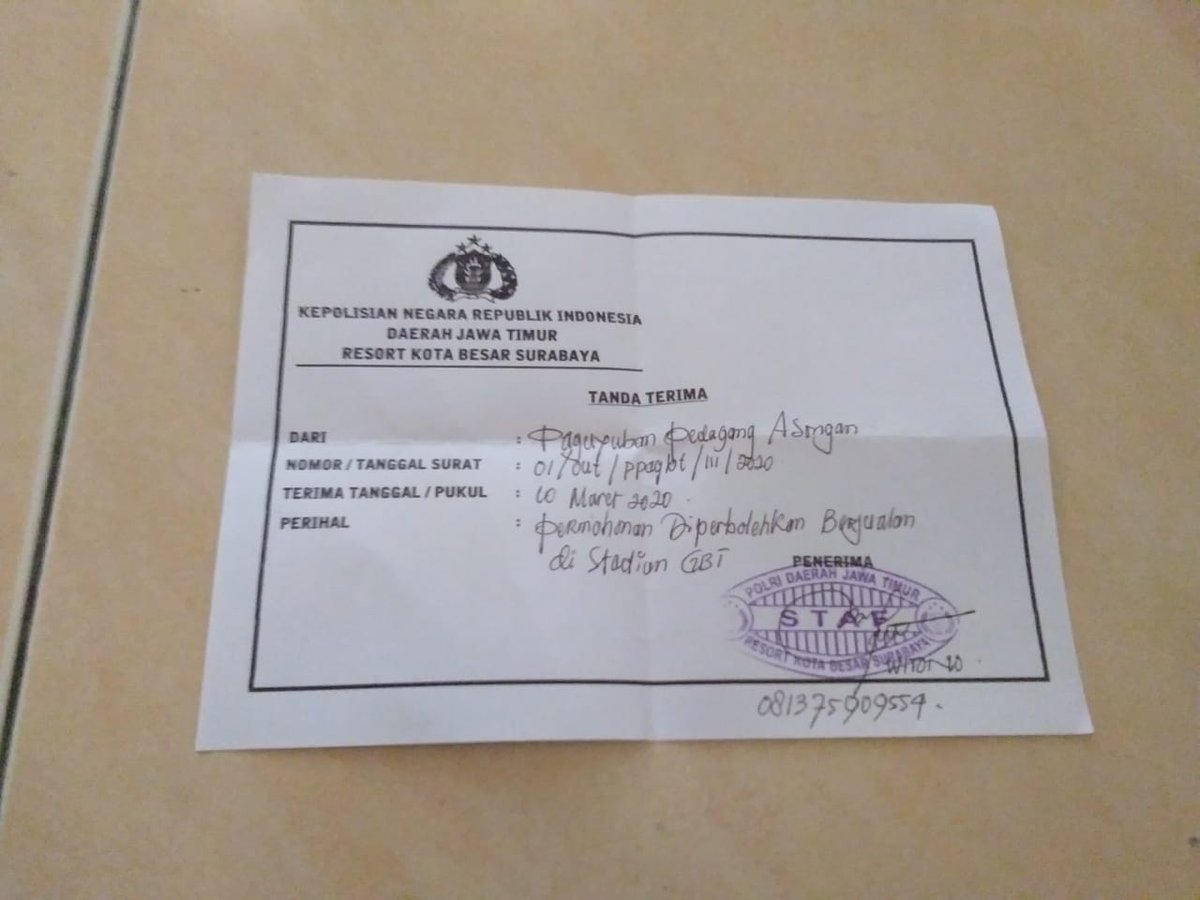 KEPOLISIAN NEGARA REPUBLIK INDONESIA
DAERAH JAWA TIMUR
RESORT KOTA BESAR SURABAYA
TANDA TERIMA
DARI : Paguyuban Pedagang Asongan
NOMOR / TANGGAL SURAT : 01/out/ppagbt/III/2020
TERIMA TANGGAL / PUKUL : 10 Maret 2020
PERIHAL : Permohonan Diperbolehkan Berjualan
di Stadion GBT
PENERIMA
POLRI DAERAH JAWA TIMUR
STAF
RESORT KOTA BESAR SURABAYA
081375909554.